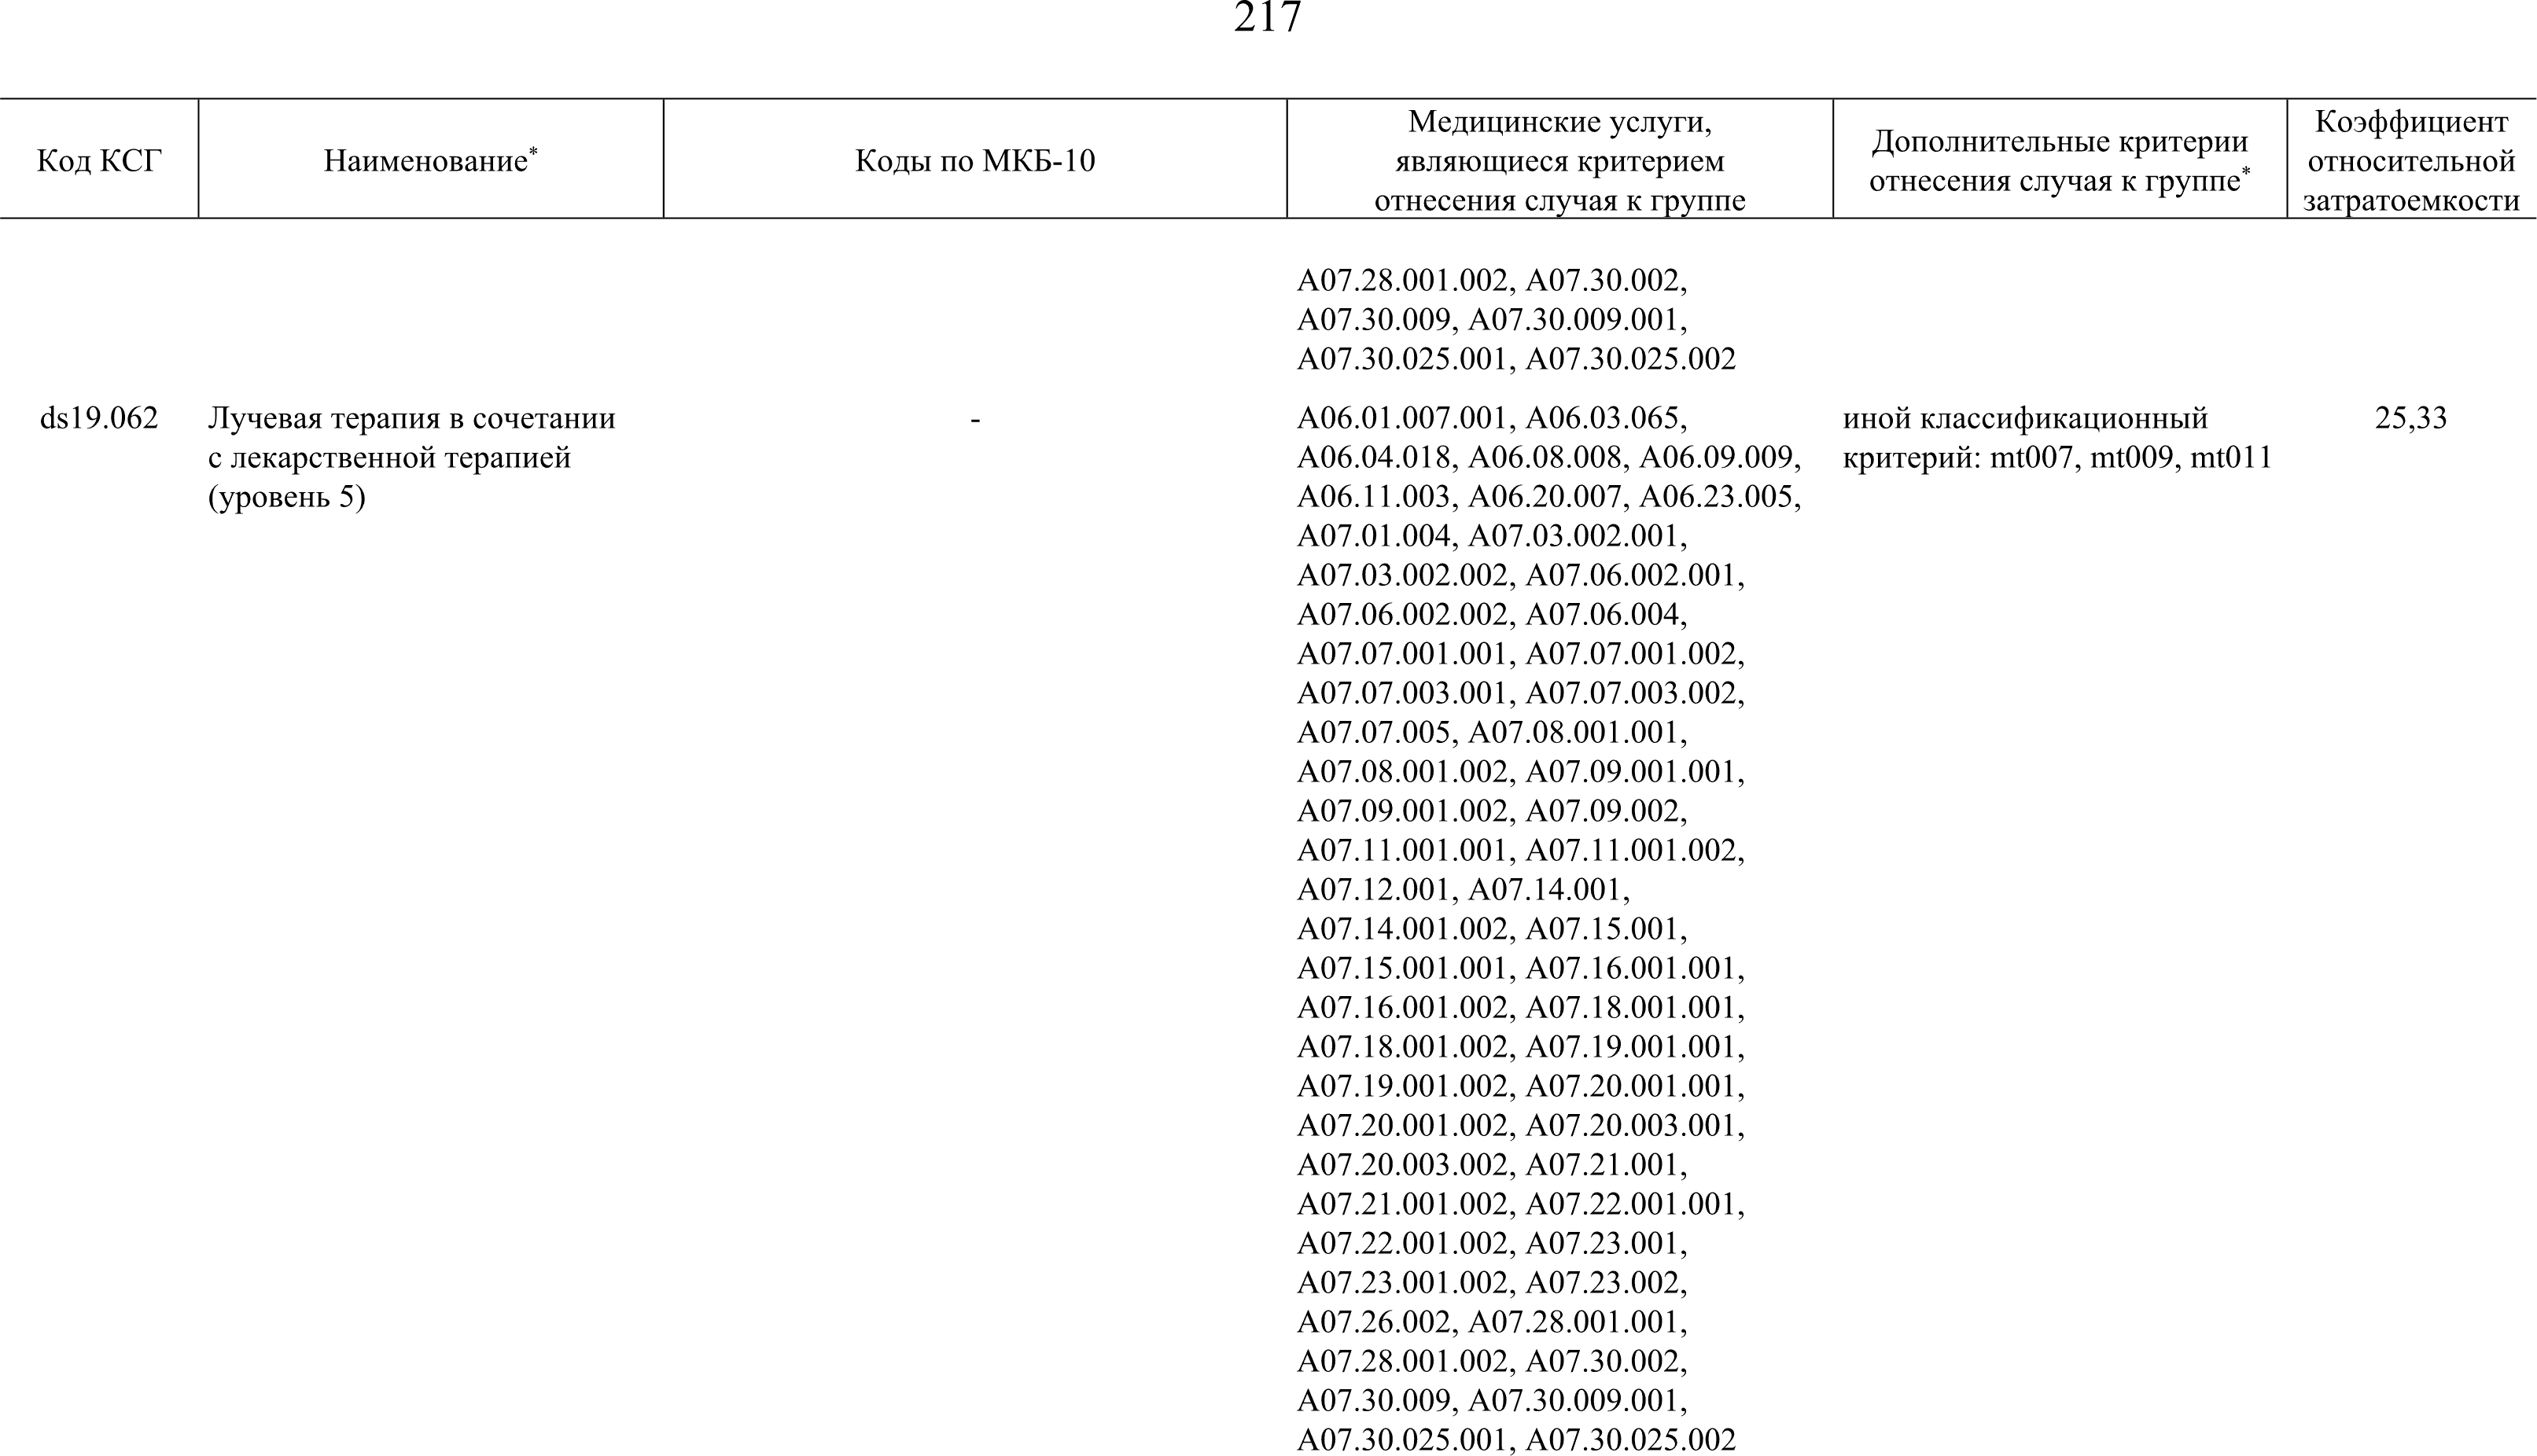 217
Код КСГ
Наименование*
Коды по МКБ-10
Медицинские услуги,
являющиеся критерием
отнесения случая к группе
Дополнительные критерии
отнесения случая к группе*
Коэффициент
относительной
затратоемкости
A07.28.001.002, A07.30.002,
A07.30.009, A07.30.009.001,
A07.30.025.001, A07.30.025.002
ds19.062
Лучевая терапия в сочетании
с лекарственной терапией
(уровень 5)
-
A06.01.007.001, A06.03.065,
A06.04.018, A06.08.008, A06.09.009,
A06.11.003, A06.20.007, A06.23.005,
A07.01.004, A07.03.002.001,
A07.03.002.002, A07.06.002.001,
A07.06.002.002, A07.06.004,
A07.07.001.001, A07.07.001.002,
A07.07.003.001, A07.07.003.002,
A07.07.005, A07.08.001.001,
A07.08.001.002, A07.09.001.001,
A07.09.001.002, A07.09.002,
A07.11.001.001, A07.11.001.002,
A07.12.001, A07.14.001,
A07.14.001.002, A07.15.001,
A07.15.001.001, A07.16.001.001,
A07.16.001.002, A07.18.001.001,
A07.18.001.002, A07.19.001.001,
A07.19.001.002, A07.20.001.001,
A07.20.001.002, A07.20.003.001,
A07.20.003.002, A07.21.001,
A07.21.001.002, A07.22.001.001,
A07.22.001.002, A07.23.001,
A07.23.001.002, A07.23.002,
A07.26.002, A07.28.001.001,
A07.28.001.002, A07.30.002,
A07.30.009, A07.30.009.001,
A07.30.025.001, A07.30.025.002
иной классификационный
критерий: mt007, mt009, mt011
25,33